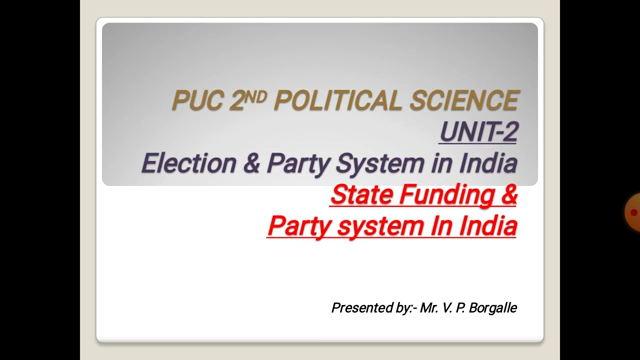 PUC 2ND POLITICAL SCIENCE
UNIT-2
Election & Party System in India
State Funding &
Party system In India
Presented by:- Mr. V. P. Borgalle